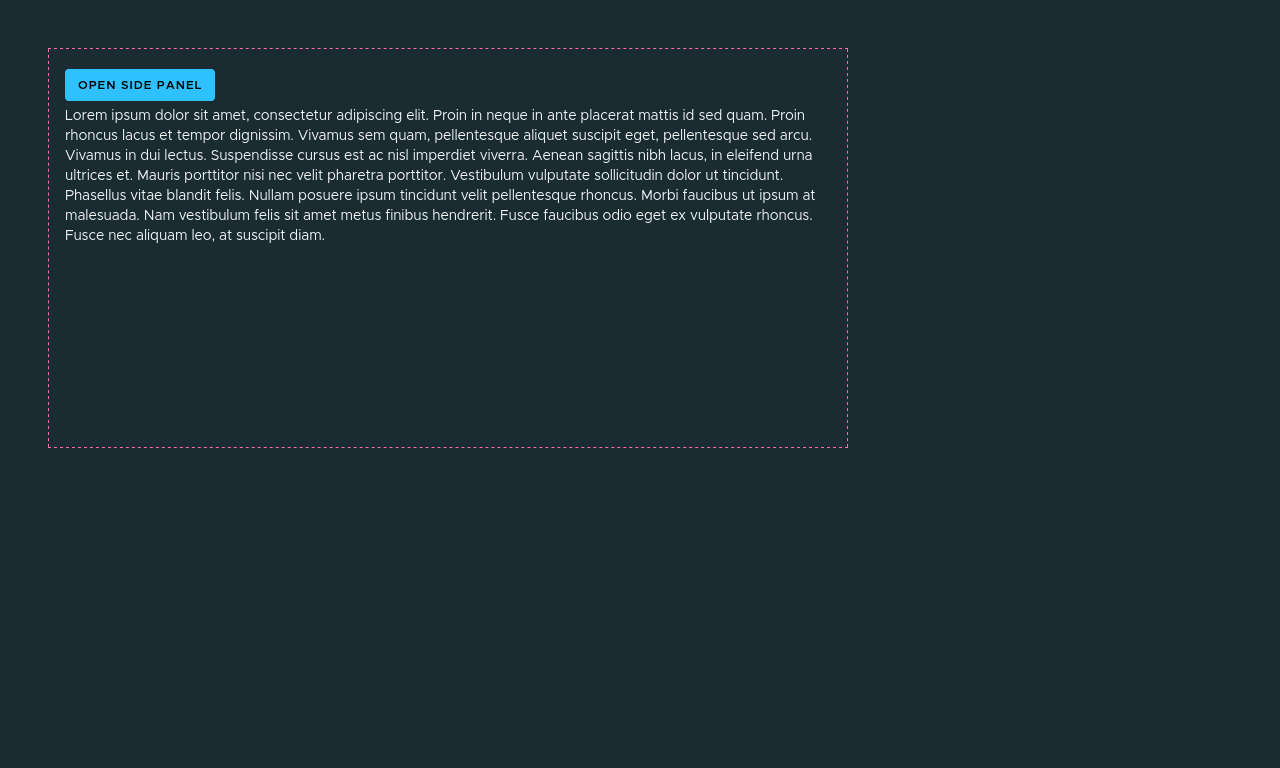 OPEN SIDE PANEL
Lorem ipsum dolor sit amet, consectetur adipiscing elit. Proin in neque in ante placerat mattis id sed quam. Proin
rhoncus lacus et tempor dignissim. Vivamus sem quam, pellentesque aliquet suscipit eget, pellentesque sed arcu.
Vivamus in dui lectus. Suspendisse cursus est ac nisl imperdiet viverra. Aenean sagittis nibh lacus, in eleifend urna
ultrices et. Mauris porttitor nisi nec velit pharetra porttitor. Vestibulum vulputate sollicitudin dolor ut tincidunt.
Phasellus vitae blandit felis. Nullam posuere ipsum tincidunt velit pellentesque rhoncus. Morbi faucibus ut ipsum at
malesuada. Nam vestibulum felis sit amet metus finibus hendrerit. Fusce faucibus odio eget ex vulputate rhoncus.
Fusce nec aliquam leo, at suscipit diam.